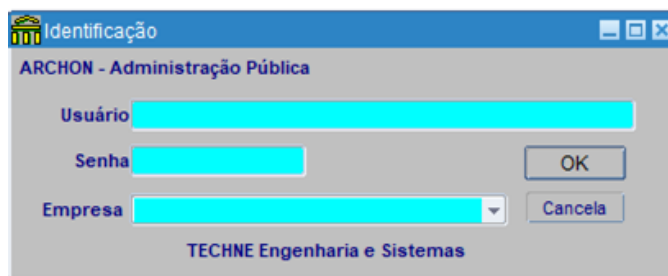 Identificação
ARCHON - Administração Pública
Usuário
Senha
OK
Empresa
Cancela
TECHNE Engenharia e Sistemas